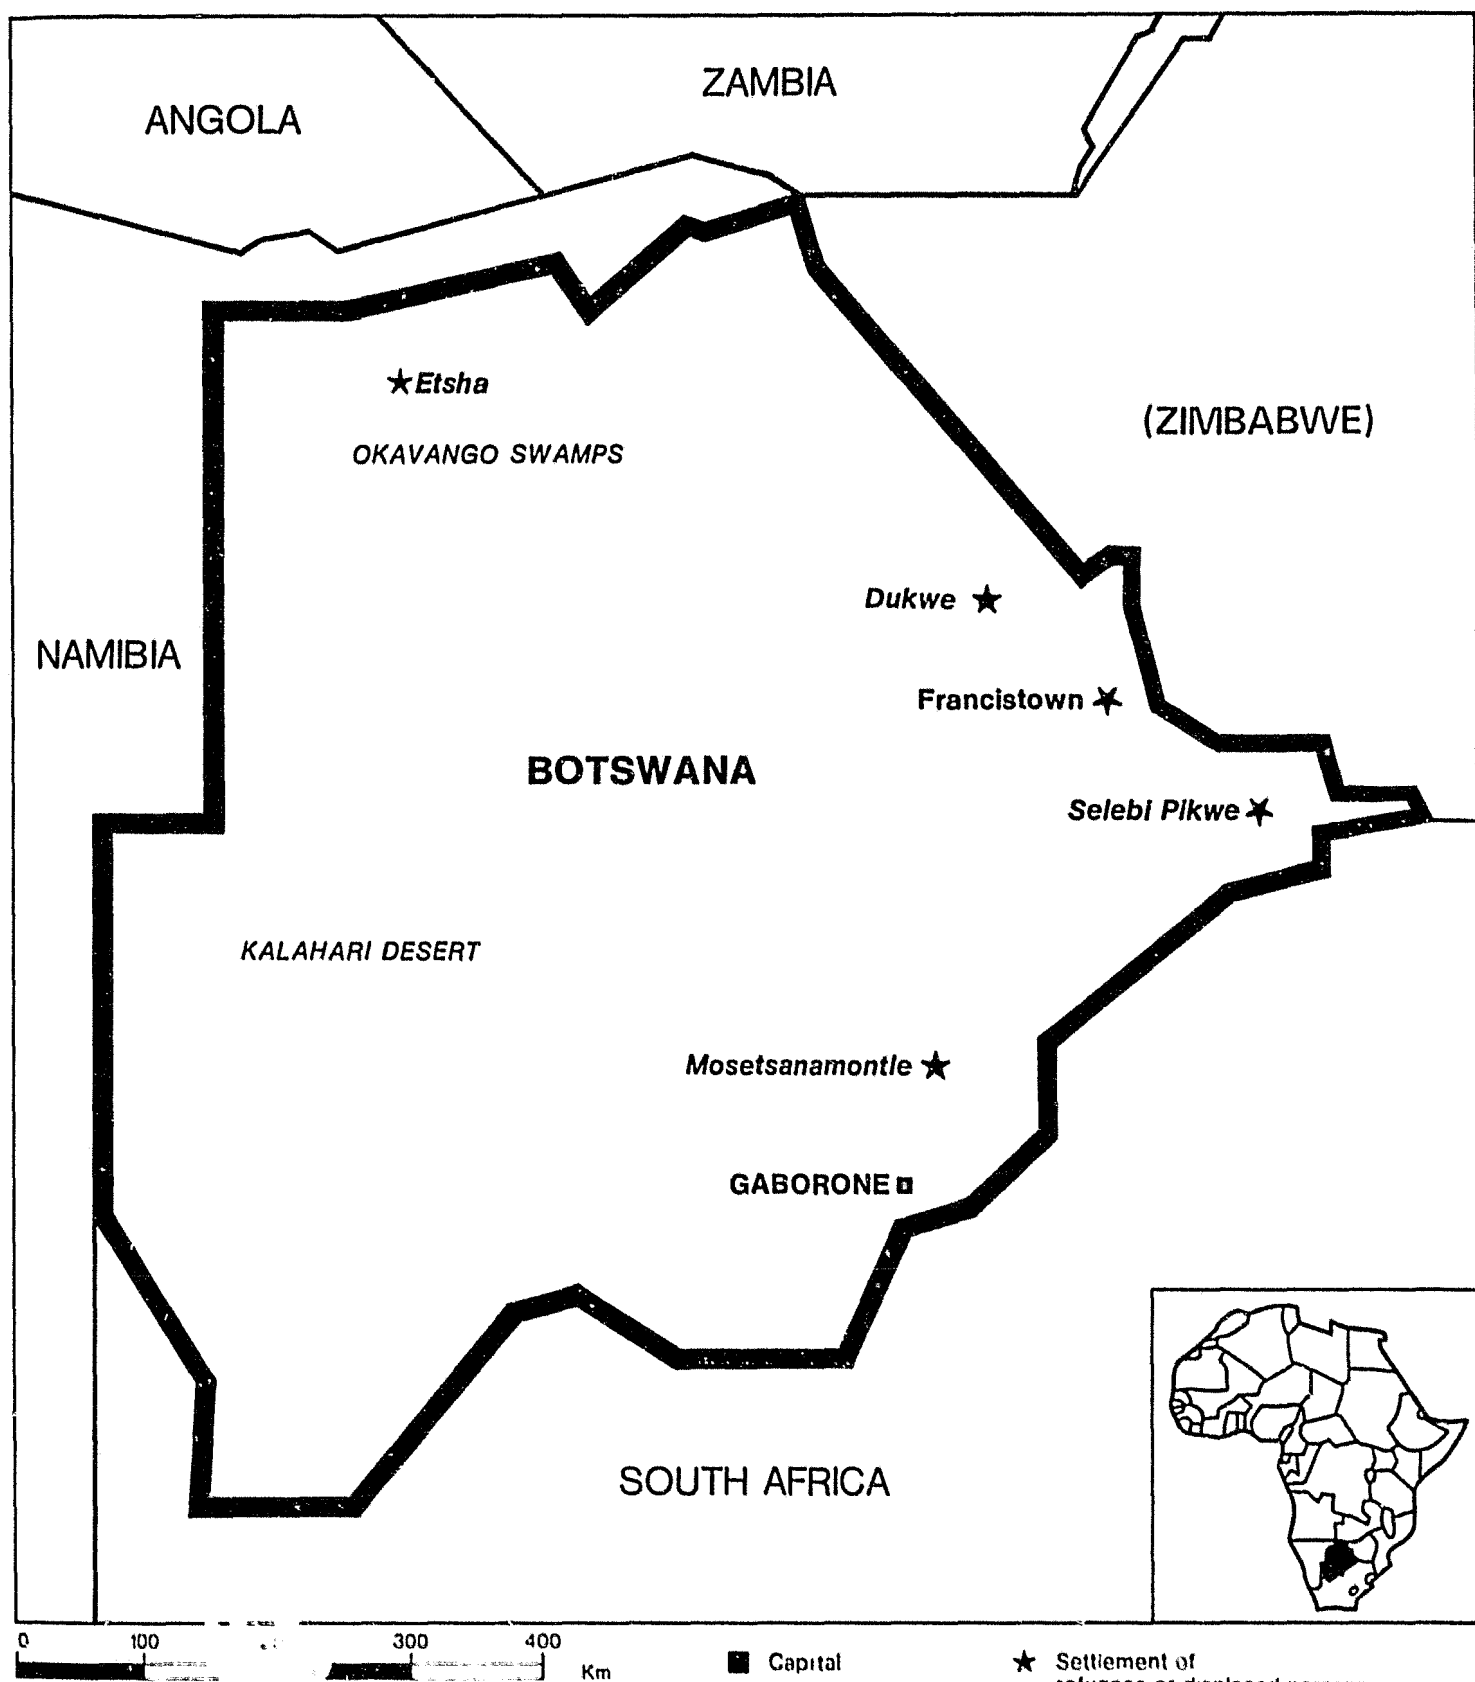 ZAMBIA
ANGOLA
Etsha
(ZIMBABWE)
OKAVANGO SWAMPS
Dukwe
NAMIBIA
Francistown
BOTSWANA
Selebi Pikwe
KALAHARI DESERT
Mosetsanamontle
GABORONE
SOUTH AFRICA
0 100 300 400
Km
Capital
Settlement of